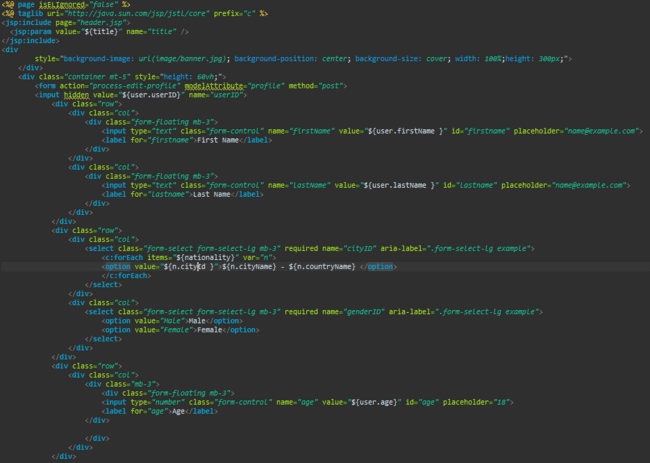 <%@ page isELIgnored="false" %>
<%@ taglib uri="http://java.sun.com/jsp/jstl/core" prefix="c" %>
<jsp:include page="header.jsp">
<jsp:param value="${title}" name="title" />
</jsp:include>
<div
style="background-image: url(image/banner.jpg); background-position: center; background-size: cover; width: 100%;height: 300px;">
</div>
<div class="container mt-5" style="height: 60vh;">
<form action="process-edit-profile" modelAttribute="profile" method="post">
<input hidden value="${user.userID}" name="userID">
<div class="row">
<div class="col">
<div class="form-floating mb-3">
<input type="text" class="form-control" name="firstName" value="${user.firstName }" id="firstname" placeholder="name@example.com">
<label for="firstname">First Name</label>
</div>
</div>
<div class="col">
<div class="form-floating mb-3">
<input type="text" class="form-control" name="lastName" value="${user.lastName }" id="lastname" placeholder="name@example.com">
<label for="lastname">Last Name</label>
</div>
</div>
<div class="row">
<div class="col">
<select class="form-select form-select-lg mb-3" required name="cityID" aria-label=".form-select-lg example">
<c:forEach items="${nationality}" var="n">
<option value="${n.cityId }">${n.cityName} - ${n.countryName} </option>
</c:forEach>
</select>
</div>
<div class="col">
<select class="form-select form-select-lg mb-3" required name="genderID" aria-label=".form-select-lg example">
<option value="Male">Male</option>
<option value="Female">Female</option>
</select>
</div>
<div class="row">
<div class="col">
<div class="mb-3">
<div class="form-floating mb-3">
<input type="number" class="form-control" name="age" value="${user.age}" id="age" placeholder="18">
<label for="age">Age</label>
</div>
</div>
</div>
</div>